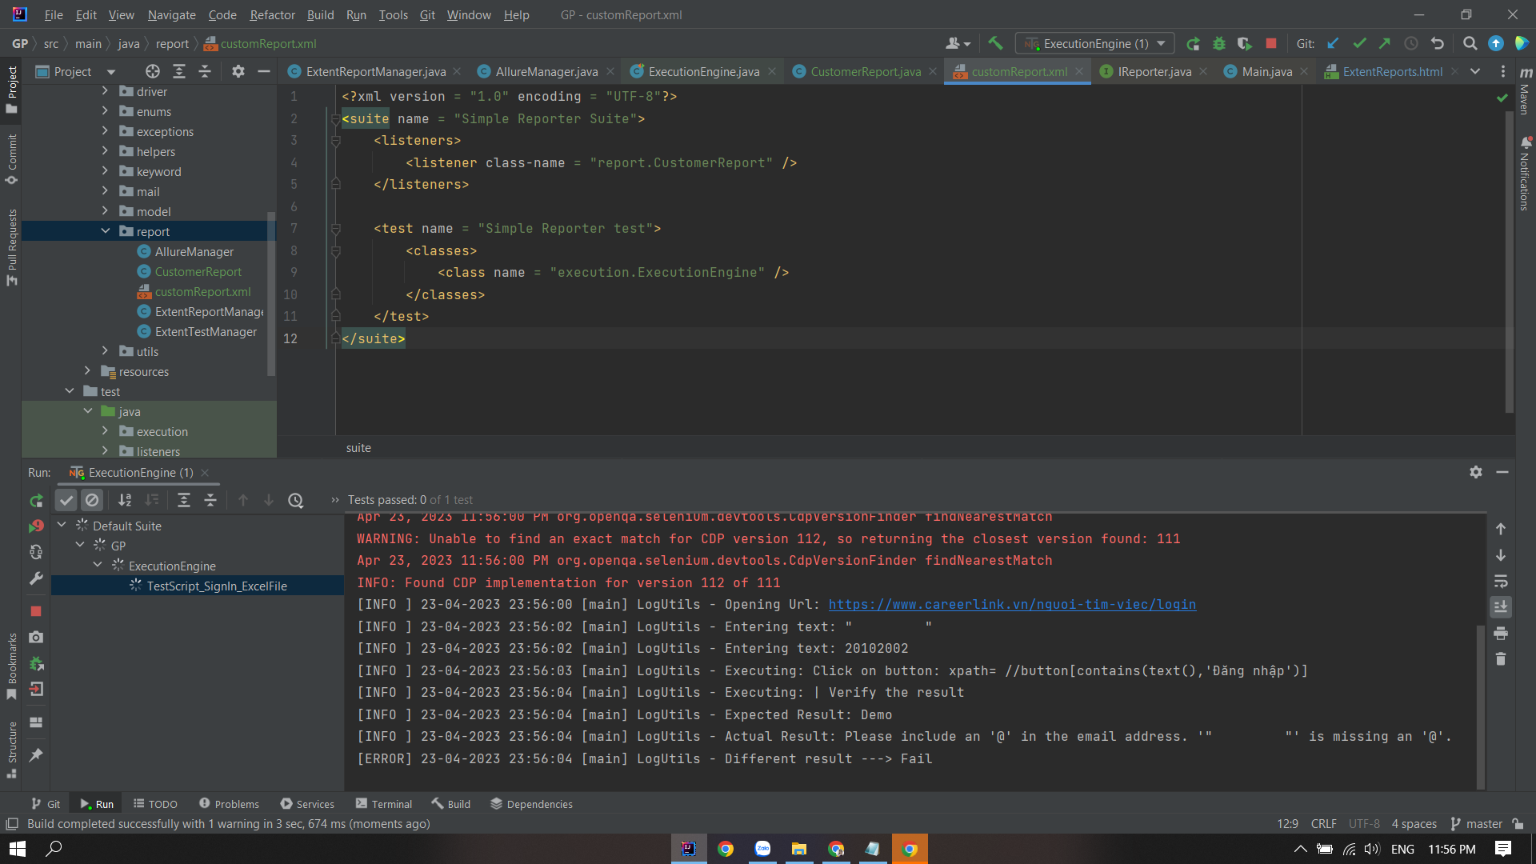 File Edit View Navigate Code Refactor Build Run Tools Git Window Help GP - customReport.xml
GP src main java report customReport.xml ExecutionEngine (1) Git:
Project ExtentReportManager.java AllureManager.java ExecutionEngine.java CustomerReport.java customReport.xml IReporter.java Main.java ExtentReports.html
Project
Commit
Pull Requests
Bookmarks
Structure
Maven
Notifications
driver
enums
exceptions
helpers
keyword
mail
model
report
AllureManager
CustomerReport
customReport.xml
ExtentReportManage
ExtentTestManager
utils
resources
test
java
execution
listeners
1 <?xml version = "1.0" encoding = "UTF-8"?>
2 <suite name = "Simple Reporter Suite">
3 <listeners>
4 <listener class-name = "report.CustomerReport" />
5 </listeners>
6
7 <test name = "Simple Reporter test">
8 <classes>
9 <class name = "execution.ExecutionEngine" />
10 </classes>
11 </test>
12 </suite>
suite
Run: ExecutionEngine (1)
Tests passed: 0 of 1 test
Default Suite
GP
ExecutionEngine
TestScript_SignIn_ExcelFile
Apr 23, 2023 11:56:00 PM org.openqa.selenium.devtools.CdpVersionFinder findNearestMatch
WARNING: Unable to find an exact match for CDP version 112, so returning the closest version found: 111
Apr 23, 2023 11:56:00 PM org.openqa.selenium.devtools.CdpVersionFinder findNearestMatch
INFO: Found CDP implementation for version 112 of 111
[INFO ] 23-04-2023 23:56:00 [main] LogUtils - Opening Url: https://www.careerlink.vn/nguoi-tim-viec/login
[INFO ] 23-04-2023 23:56:02 [main] LogUtils - Entering text: " "
[INFO ] 23-04-2023 23:56:02 [main] LogUtils - Entering text: 20102002
[INFO ] 23-04-2023 23:56:03 [main] LogUtils - Executing: Click on button: xpath= //button[contains(text(),'Đăng nhập')]
[INFO ] 23-04-2023 23:56:04 [main] LogUtils - Executing: | Verify the result
[INFO ] 23-04-2023 23:56:04 [main] LogUtils - Expected Result: Demo
[INFO ] 23-04-2023 23:56:04 [main] LogUtils - Actual Result: Please include an '@' in the email address. '" "' is missing an '@'.
[ERROR] 23-04-2023 23:56:04 [main] LogUtils - Different result ---> Fail
Git Run TODO Problems Services Terminal Build Dependencies
Build completed successfully with 1 warning in 3 sec, 674 ms (moments ago) 12:9 CRLF UTF-8 4 spaces master
Zalo ENG 11:56 PM